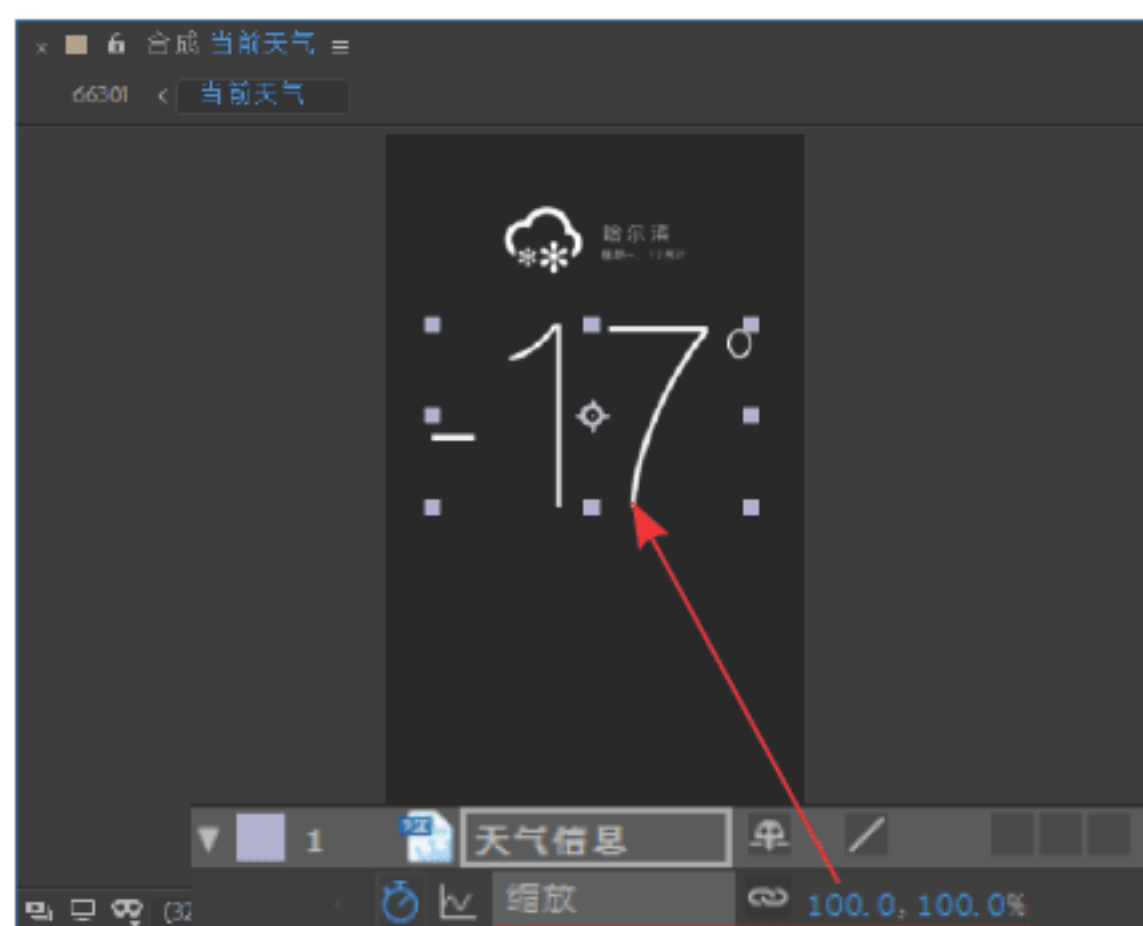 合成 当前天气
66301 < 当前天气
哈尔滨
-17°
1 天气信息
(32
缩放 100.0, 100.0%